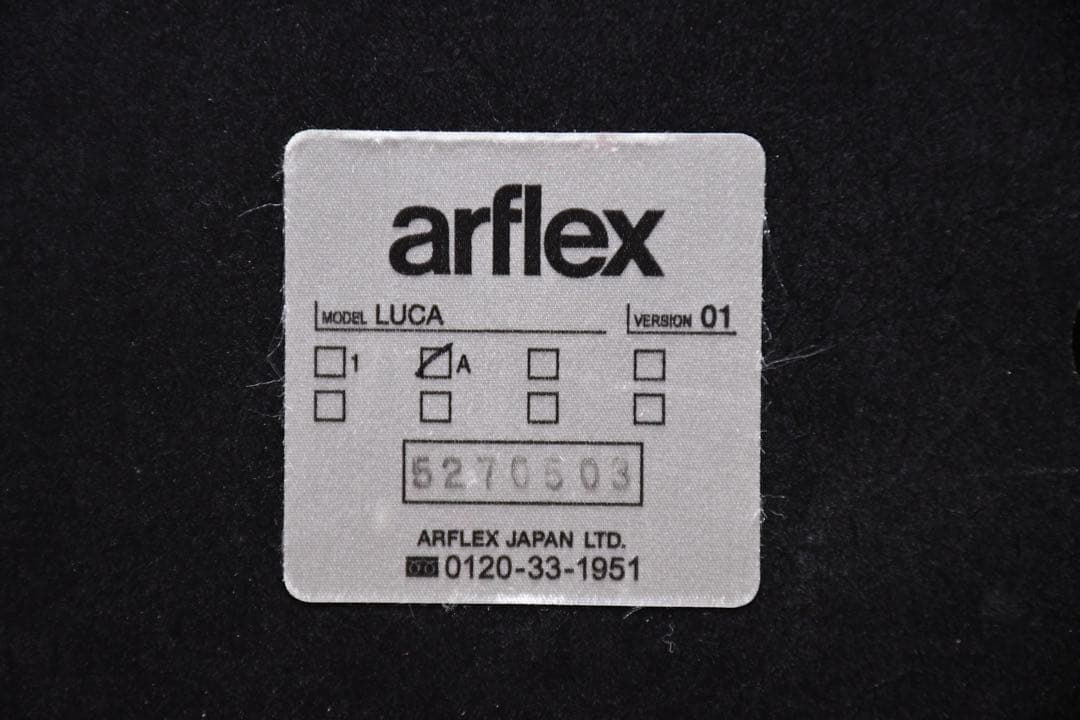 arflex
MODEL LUCA VERSION 01
1 A
5270503
ARFLEX JAPAN LTD.
0120-33-1951